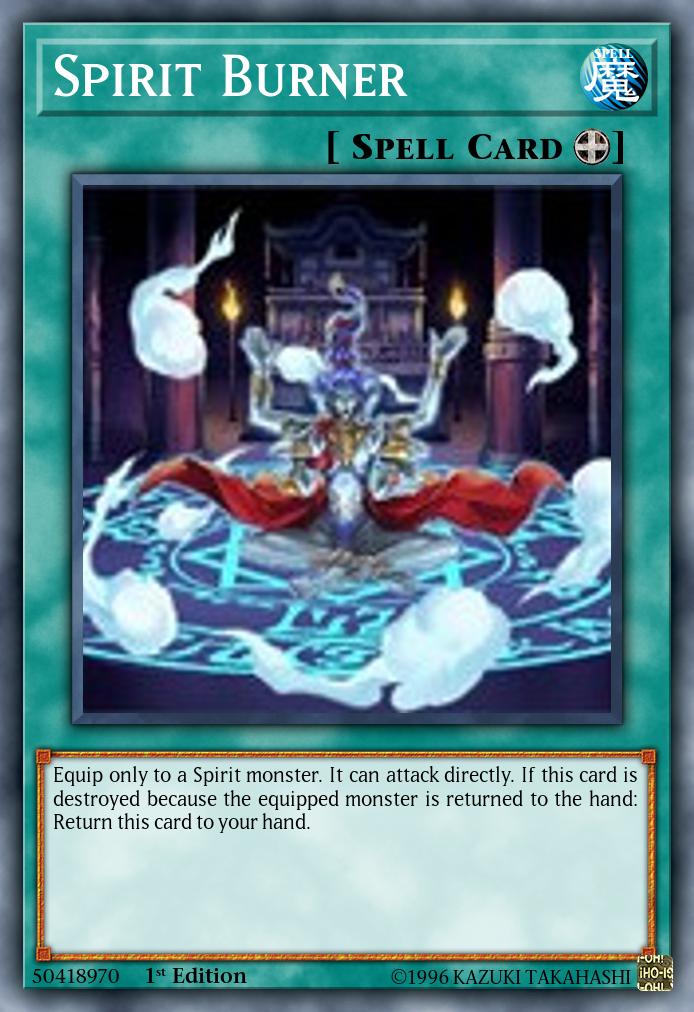 Spirit Burner
SPELL
魔
[ Spell Card ]
Equip only to a Spirit monster. It can attack directly. If this card is
destroyed because the equipped monster is returned to the hand:
Return this card to your hand.
50418970 1st Edition ©1996 KAZUKI TAKAHASHI